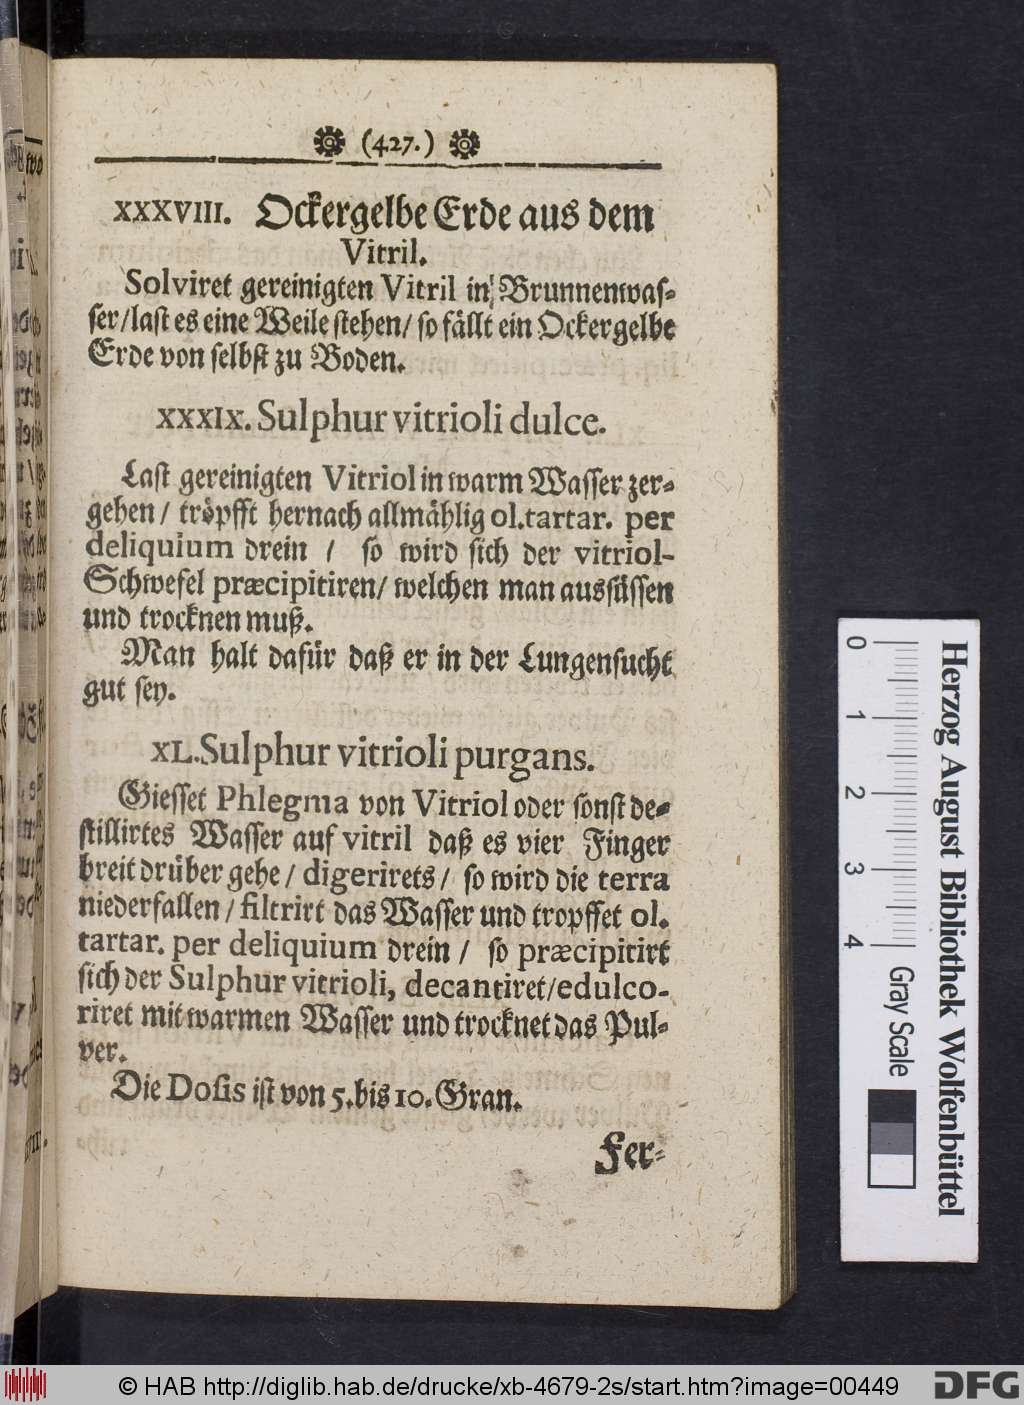 (427.)
XXXVIII. Ockergelbe Erde aus dem
Vitril.
Solviret gereinigten Vitril in Brunnenwas-
ser/last es eine Weile stehen/ so fällt ein Ockergelbe
Erde von selbst zu Boden.
XXXIX. Sulphur vitrioli dulce.
Last gereinigten Vitriol in warm Wasser zer-
gehen / tröpfft hernach allmählig ol.tartar. per
deliquium drein / so wird sich der vitriol-
Schwefel præcipitiren/ welchen man aussüssen
und trocknen muß.
Man halt dafür daß er in der Lungensucht
gut sey.
XL. Sulphur vitrioli purgans.
Giesset Phlegma von Vitriol oder sonst de-
stillirtes Wasser auf vitril daß es vier Finger
breit drüber gehe / digerirets / so wird die terra
niederfallen / filtrirt das Wasser und tropffet ol.
tartar. per deliquium drein / so præcipitirt
sich der Sulphur vitrioli, decantiret/edulco-
riret mit warmen Wasser und trocknet das Pul-
ver.
Die Dosis ist von 5. bis 10. Gran.
Fer-
Herzog August Bibliothek Wolfenbüttel
0 1 2 3 4
Gray Scale
© HAB http://diglib.hab.de/drucke/xb-4679-2s/start.htm?image=00449
DFG